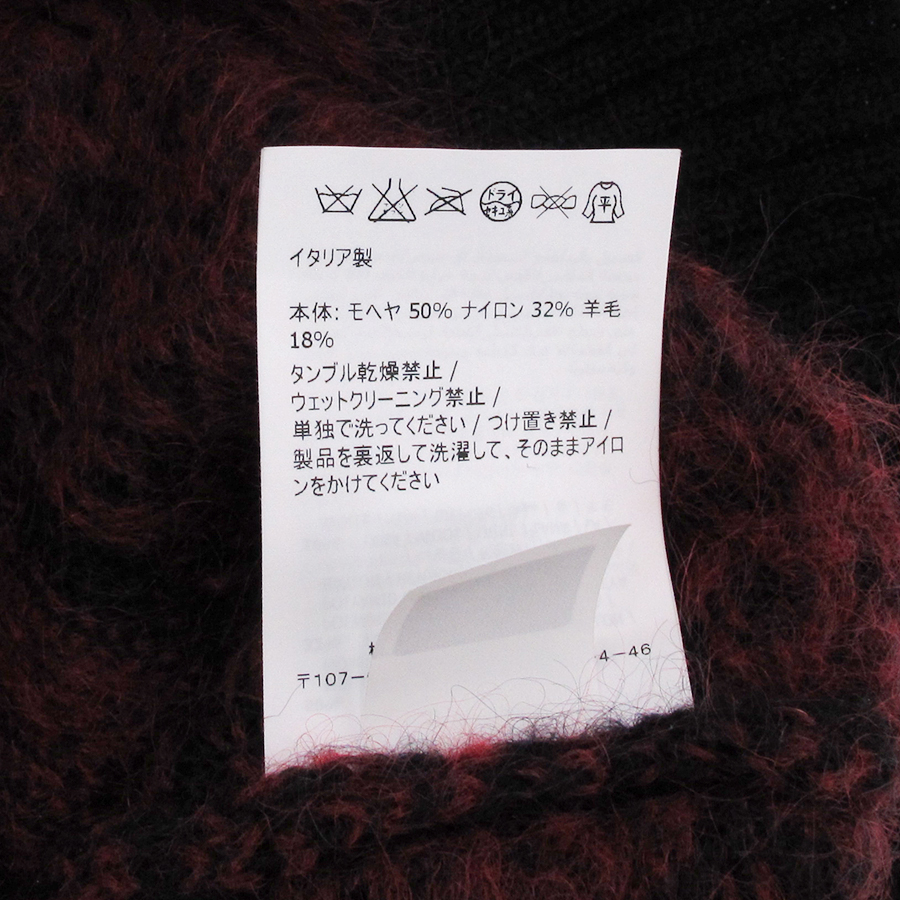 ドライ
セキユ系
平
イタリア製
本体: モヘヤ 50% ナイロン 32% 羊毛
18%
タンブル乾燥禁止 /
ウェットクリーニング禁止 /
単独で洗ってください / つけ置き禁止 /
製品を裏返して洗濯して、そのままアイロ
ンをかけてください
4-46
〒107-